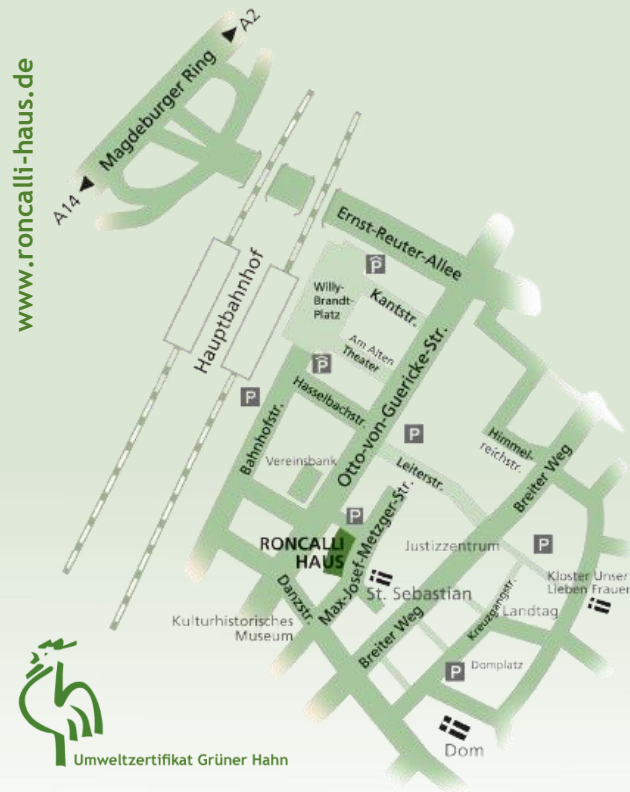 www.roncalli-haus.de
A2
Magdeburger Ring
A14
Hauptbahnhof
Ernst-Reuter-Allee
P
Willy-
Brandt-
Platz
Kantstr.
Am Alten
Theater
P
Hasselbachstr.
P
Bahnhofstr.
Otto-von-Guericke-Str.
P
Himmel-
reichstr.
Vereinsbank
Leiterstr.
Breiter Weg
P
Max-Josef-Metzger-Str.
RONCALLI
HAUS
Justizzentrum
P
Danzstr.
St. Sebastian
Kloster Unser
Lieben Frauen
Kreuzgangstr.
Landtag
Kulturhistorisches
Museum
Breiter Weg
P
Domplatz
Dom
Umweltzertifikat Grüner Hahn